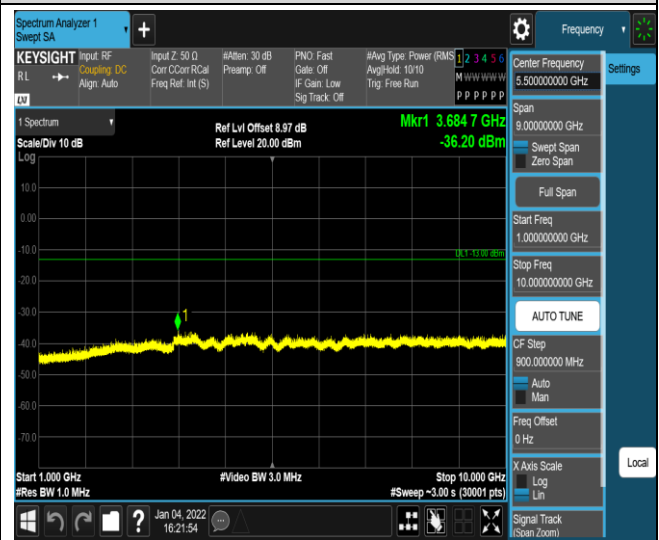 Spectrum Analyzer 1
Swept SA
+
Frequency
KEYSIGHT
RL
LXI
Input: RF
Coupling: DC
Align: Auto
Input Z: 50 Ω
Corr CCorr RCal
Freq Ref: Int (S)
#Atten: 30 dB
Preamp: Off
PNO: Fast
Gate: Off
IF Gain: Low
Sig Track: Off
#Avg Type: Power (RMS
Avg|Hold: 10/10
Trig: Free Run
1 2 3 4 5 6
M W W W W W
P P P P P P
1 Spectrum
Scale/Div 10 dB
Log
Ref Lvl Offset 8.97 dB
Ref Level 20.00 dBm
Mkr1 3.684 7 GHz
-36.20 dBm
10.0
0.00
-10.0
DL1 -13.00 dBm
-20.0
-30.0
1
-40.0
-50.0
-60.0
-70.0
Start 1.000 GHz
#Res BW 1.0 MHz
#Video BW 3.0 MHz
Stop 10.000 GHz
#Sweep ~3.00 s (30001 pts)
Jan 04, 2022
16:21:54
?
Center Frequency
5.500000000 GHz
Span
9.00000000 GHz
Swept Span
Zero Span
Full Span
Start Freq
1.000000000 GHz
Stop Freq
10.000000000 GHz
AUTO TUNE
CF Step
900.000000 MHz
Auto
Man
Freq Offset
0 Hz
X Axis Scale
Log
Lin
Signal Track
(Span Zoom)
Settings
Local